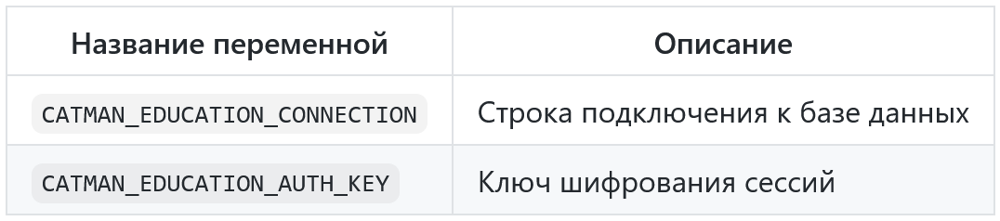 Название переменной Описание
CATMAN_EDUCATION_CONNECTION Строка подключения к базе данных
CATMAN_EDUCATION_AUTH_KEY Ключ шифрования сессий